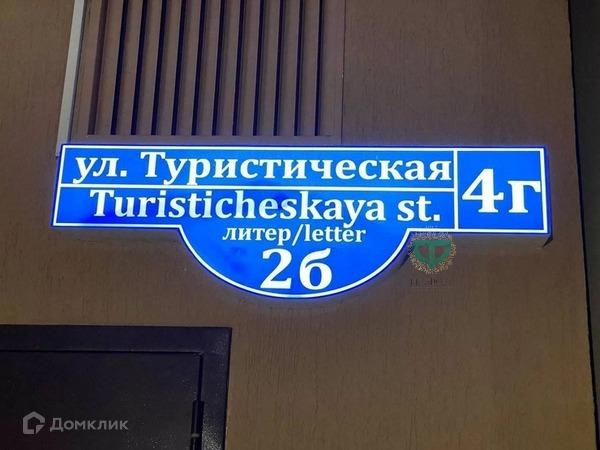 ул. Туристическая
Turisticheskaya st.
4г
литер/letter
2б
Домклик